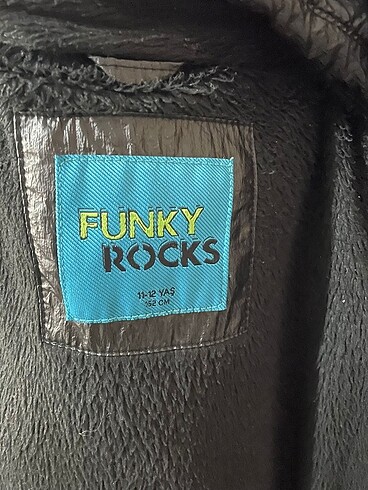 FUNKY
ROCKS
11-12 YAŞ
152 CM